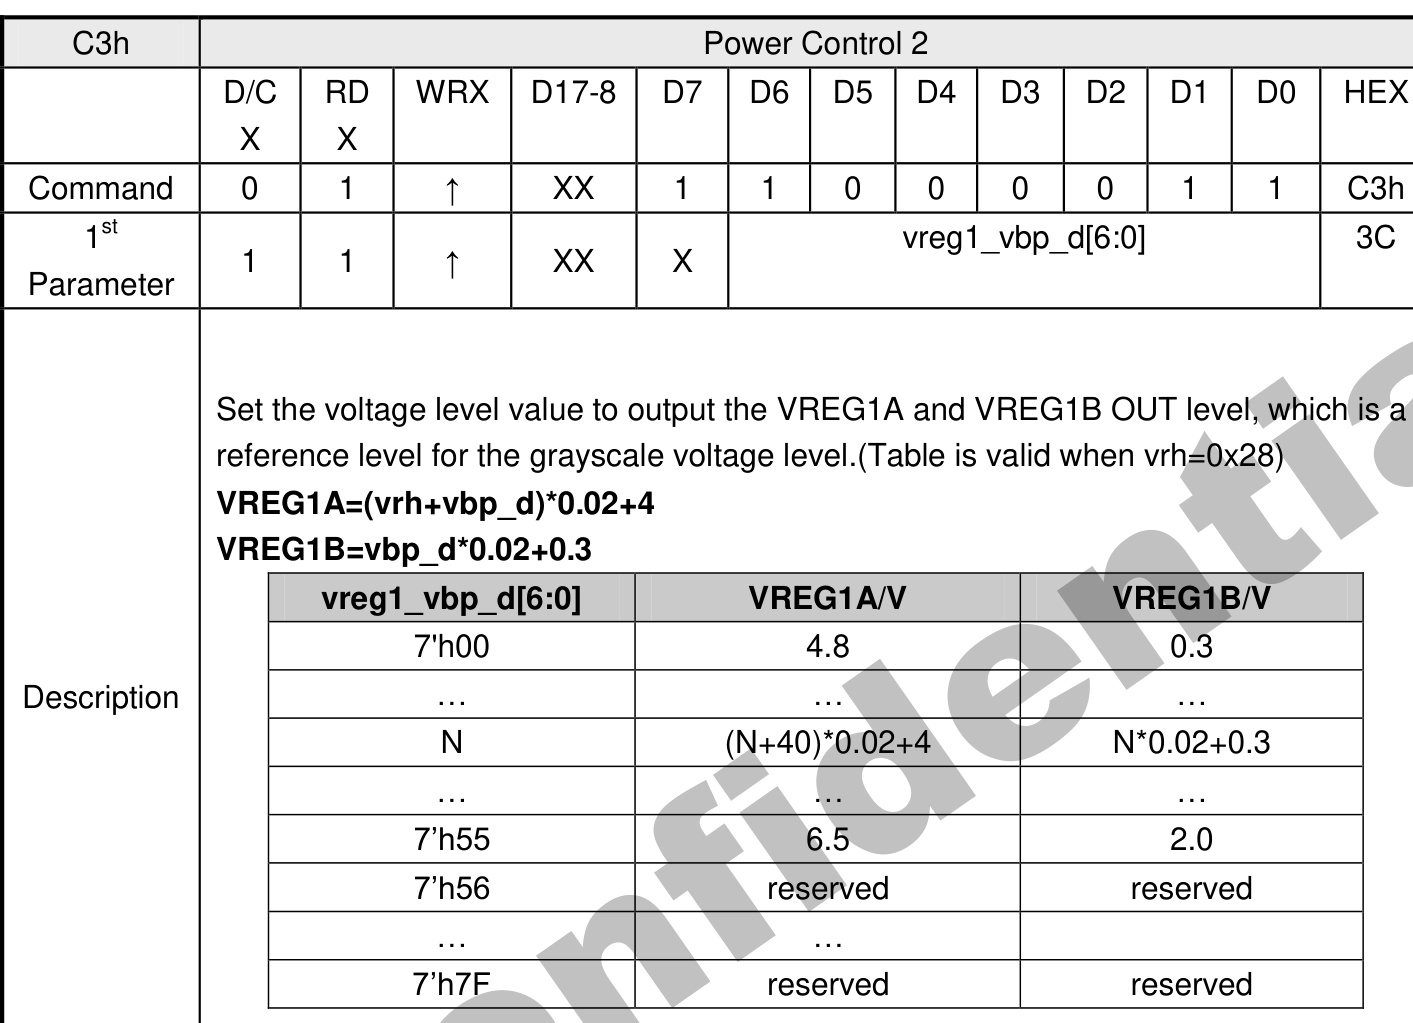 C3h Power Control 2
D/C RD WRX D17-8 D7 D6 D5 D4 D3 D2 D1 D0 HEX
X X
Command 0 1 ↑ XX 1 1 0 0 0 0 1 1 C3h
1st vreg1_vbp_d[6:0] 3C
1 1 ↑ XX X
Parameter
Set the voltage level value to output the VREG1A and VREG1B OUT level, which is a
reference level for the grayscale voltage level.(Table is valid when vrh=0x28)
VREG1A=(vrh+vbp_d)*0.02+4
VREG1B=vbp_d*0.02+0.3
vreg1_vbp_d[6:0] VREG1A/V VREG1B/V
7'h00 4.8 0.3
… … …
Description
N (N+40)*0.02+4 N*0.02+0.3
… … …
7’h55 6.5 2.0
7’h56 reserved reserved
… …
7’h7F reserved reserved